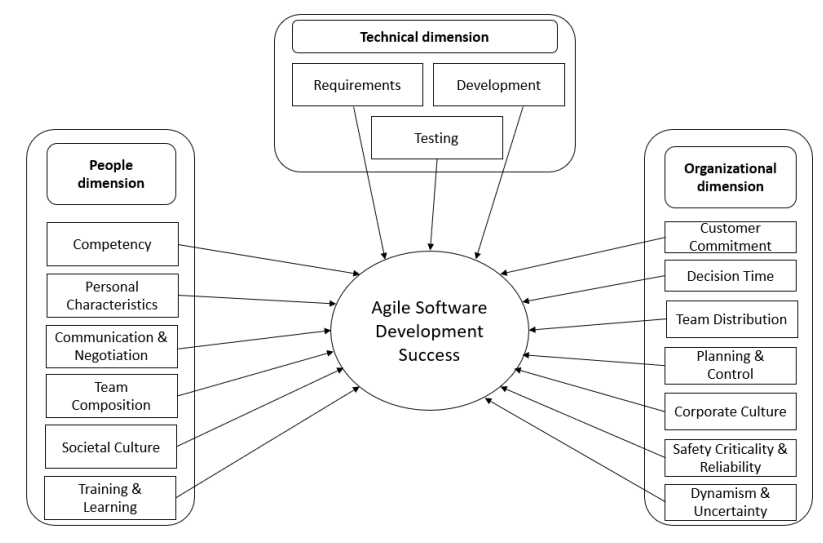 Technical dimension
Requirements
Development
Testing
People
dimension
Competency
Personal
Characteristics
Communication &
Negotiation
Team
Composition
Societal Culture
Training &
Learning
Agile Software
Development
Success
Organizational
dimension
Customer
Commitment
Decision Time
Team Distribution
Planning &
Control
Corporate Culture
Safety Criticality &
Reliability
Dynamism &
Uncertainty